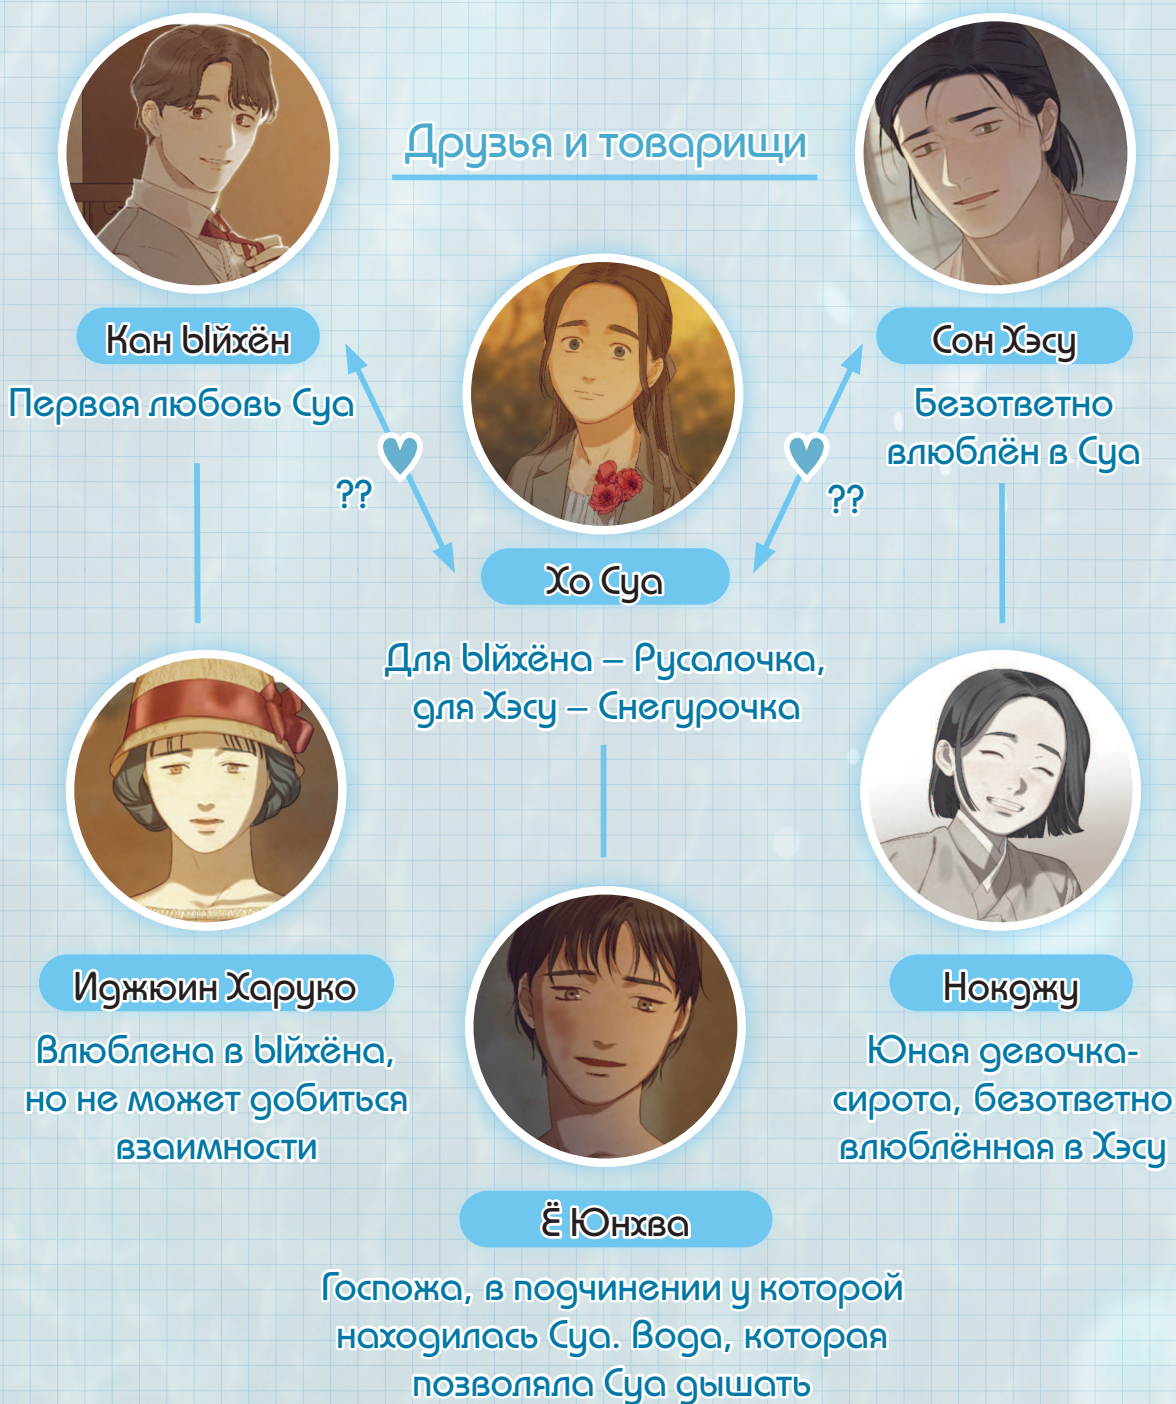 Друзья и товарищи
Кан Ыйхён
Первая любовь Суа
Сон Хэсу
Безответно
влюблён в Суа
??
??
Хо Суа
Для Ыйхёна – Русалочка,
для Хэсу – Снегурочка
Иджюин Харуко
Влюблена в Ыйхёна,
но не может добиться
взаимности
Нокджу
Юная девочка-
сирота, безответно
влюблённая в Хэсу
Ё Юнхва
Госпожа, в подчинении у которой
находилась Суа. Вода, которая
позволяла Суа дышать